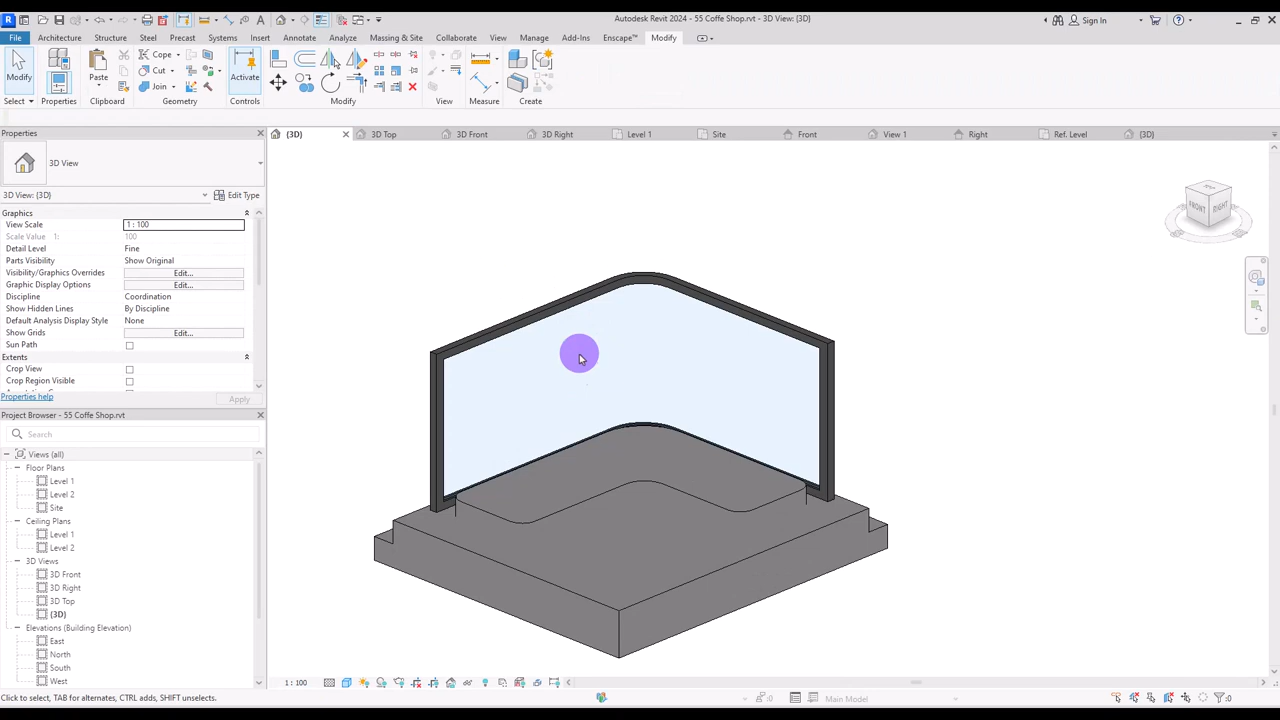 Autodesk Revit 2024 - 55 Coffe Shop.rvt - 3D View: {3D}
Sign In
File Architecture Structure Steel Precast Systems Insert Annotate Analyze Massing & Site Collaborate View Manage Add-Ins Enscape™ Modify
Modify Paste Cope Cut Join Activate
Select Properties Clipboard Geometry Controls Modify View Measure Create
Properties
{3D} 3D Top 3D Front 3D Right Level 1 Site Front View 1 Right Ref. Level {3D}
3D View
3D View: {3D} Edit Type
Graphics
View Scale 1 : 100
Scale Value 1: 100
Detail Level Fine
Parts Visibility Show Original
Visibility/Graphics Overrides Edit...
Graphic Display Options Edit...
Discipline Coordination
Show Hidden Lines By Discipline
Default Analysis Display Style None
Show Grids Edit...
Sun Path
Extents
Crop View
Crop Region Visible
Properties help Apply
Project Browser - 55 Coffe Shop.rvt
Search
Views (all)
Floor Plans
Level 1
Level 2
Site
Ceiling Plans
Level 1
Level 2
3D Views
3D Front
3D Right
3D Top
{3D}
Elevations (Building Elevation)
East
North
South
West
FRONT RIGHT
1 : 100
Click to select, TAB for alternates, CTRL adds, SHIFT unselects.
:0 Main Model :0